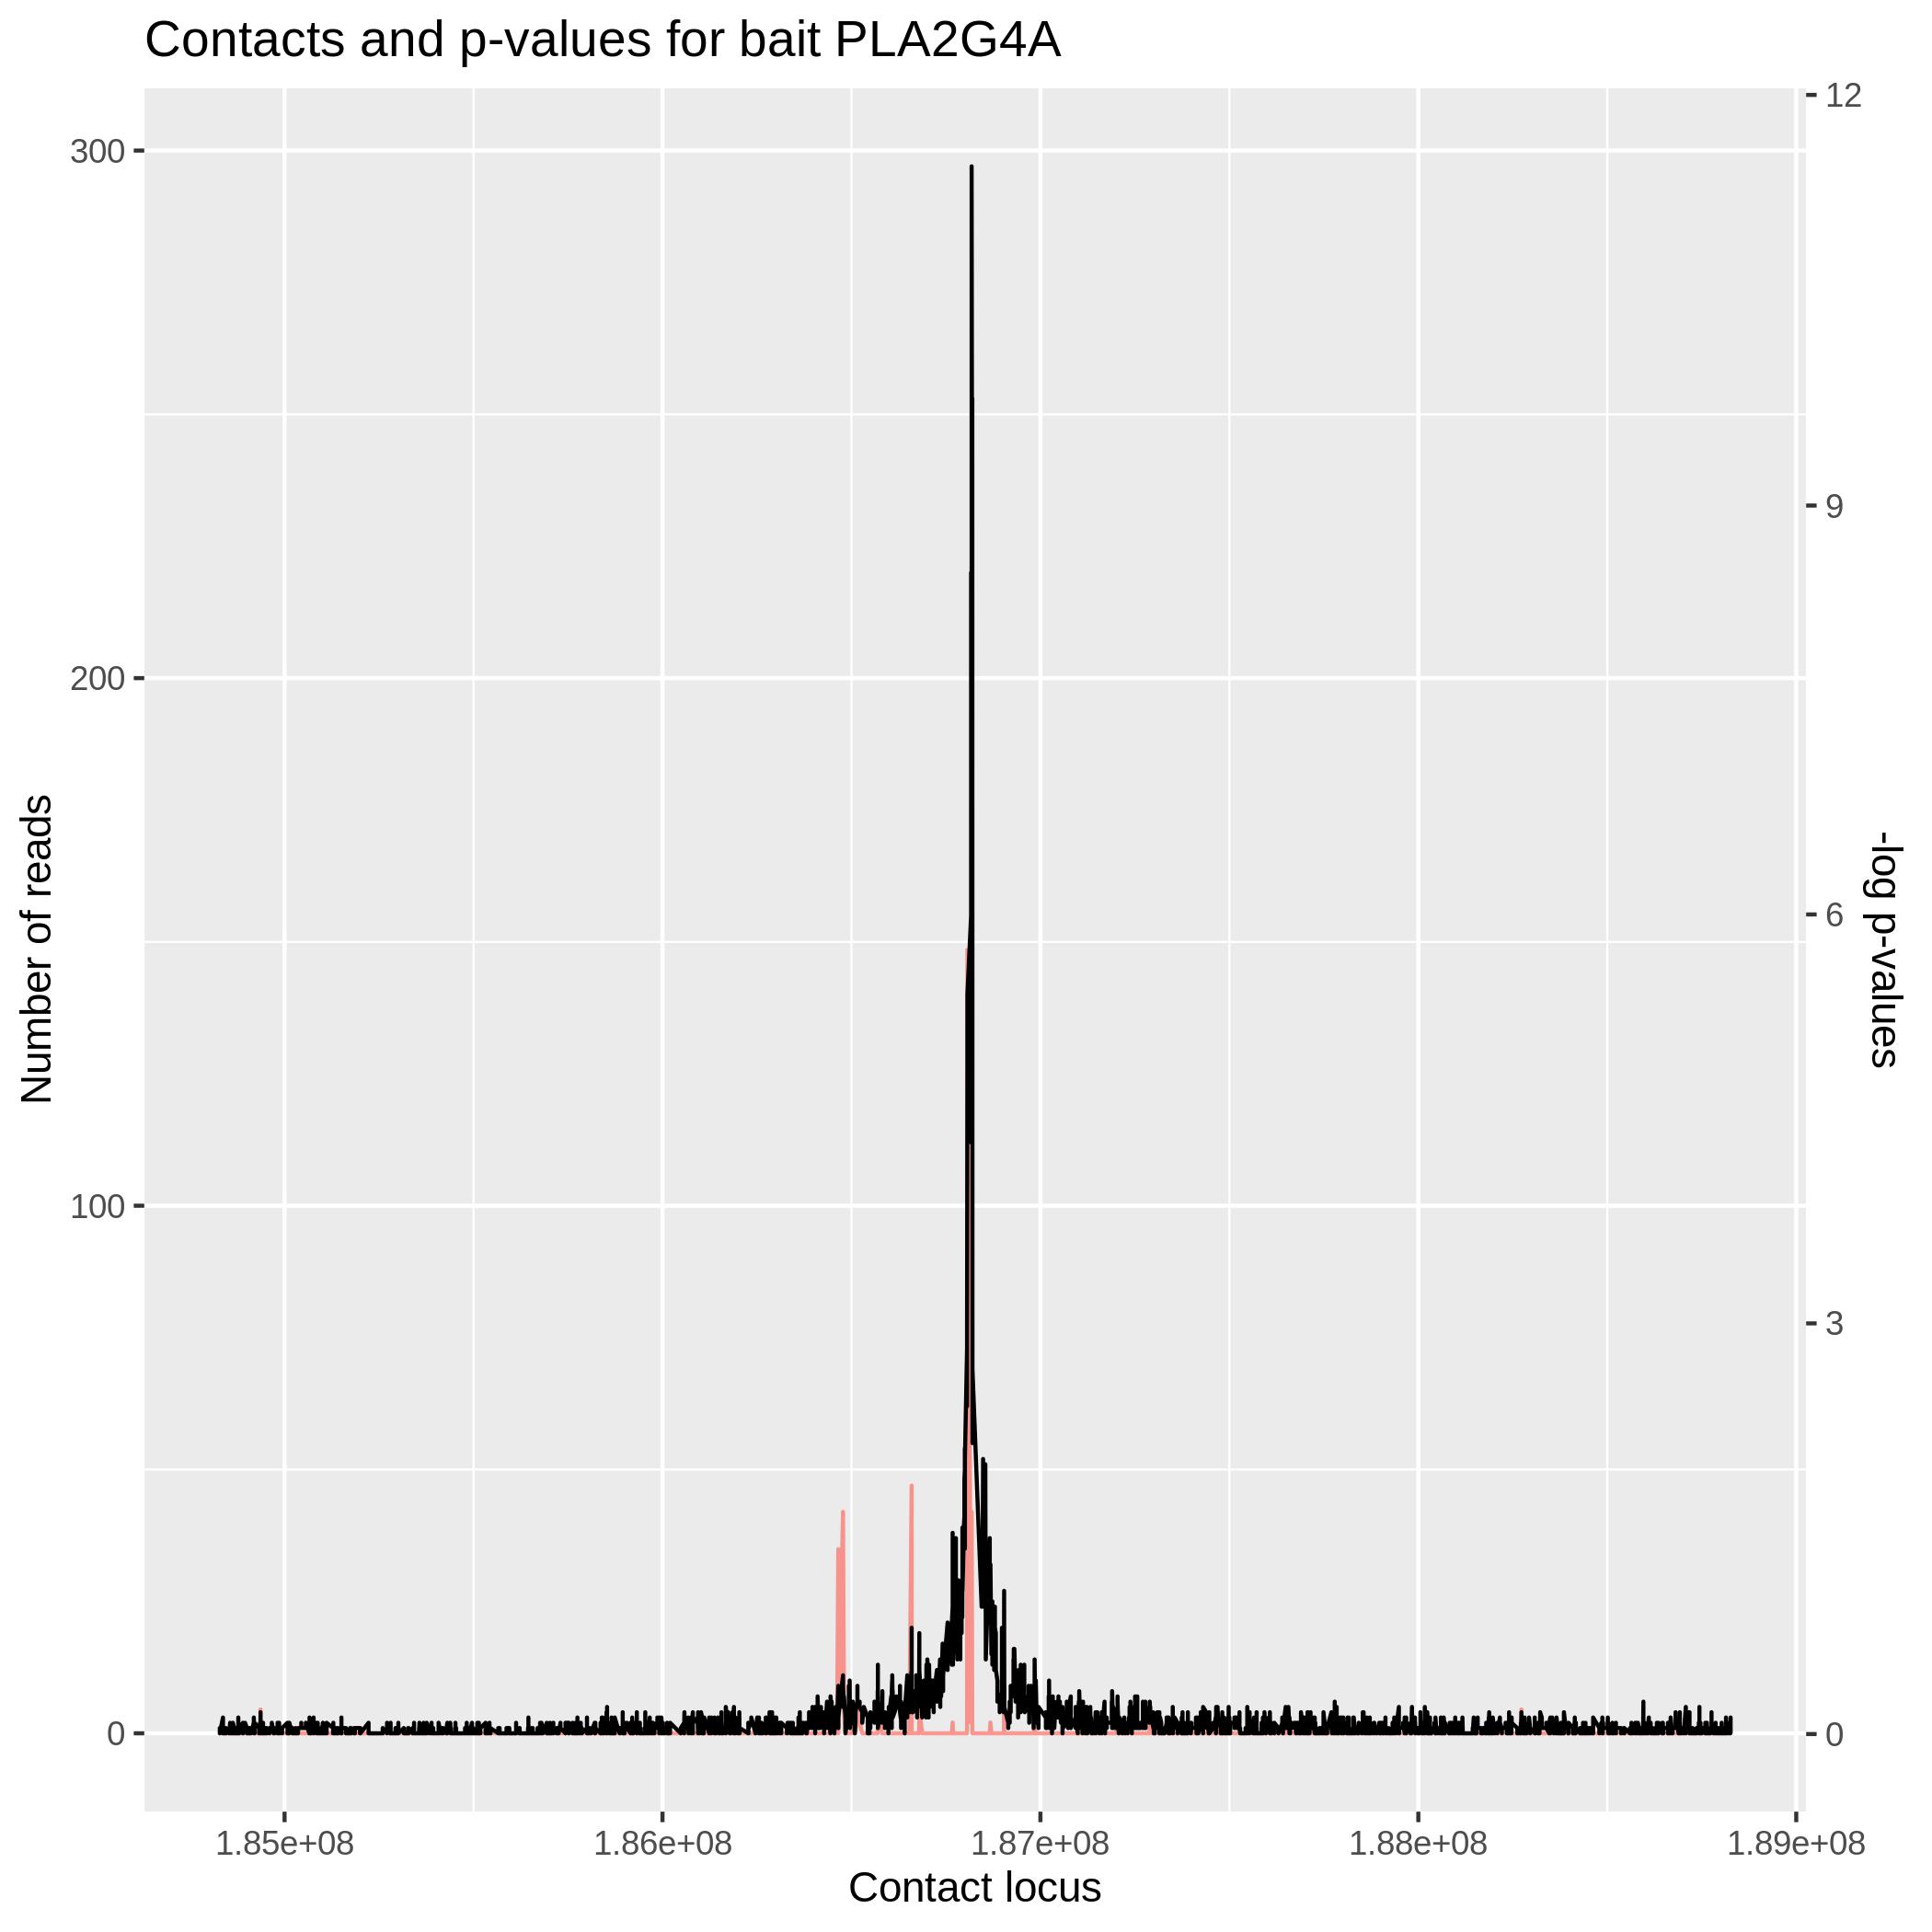 Contacts and p-values for bait PLA2G4A
300
200
100
0
Number of reads
12
9
6
3
0
-log p-values
1.85e+08
1.86e+08
1.87e+08
1.88e+08
1.89e+08
Contact locus